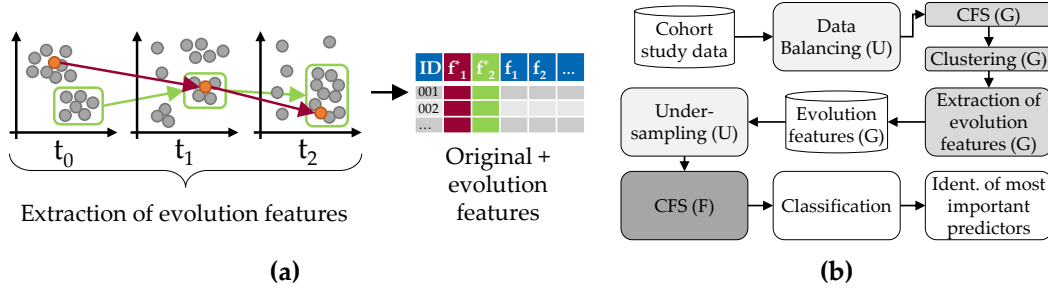 t₀ t₁ t₂
Extraction of evolution features
ID f*₁ f*₂ f₁ f₂ ...
001
002
...
Original +
evolution
features
(a)
Cohort
study data
Data
Balancing (U)
CFS (G)
Clustering (G)
Extraction of
evolution
features (G)
Evolution
features (G)
Under-
sampling (U)
CFS (F)
Classification
Ident. of most
important
predictors
(b)